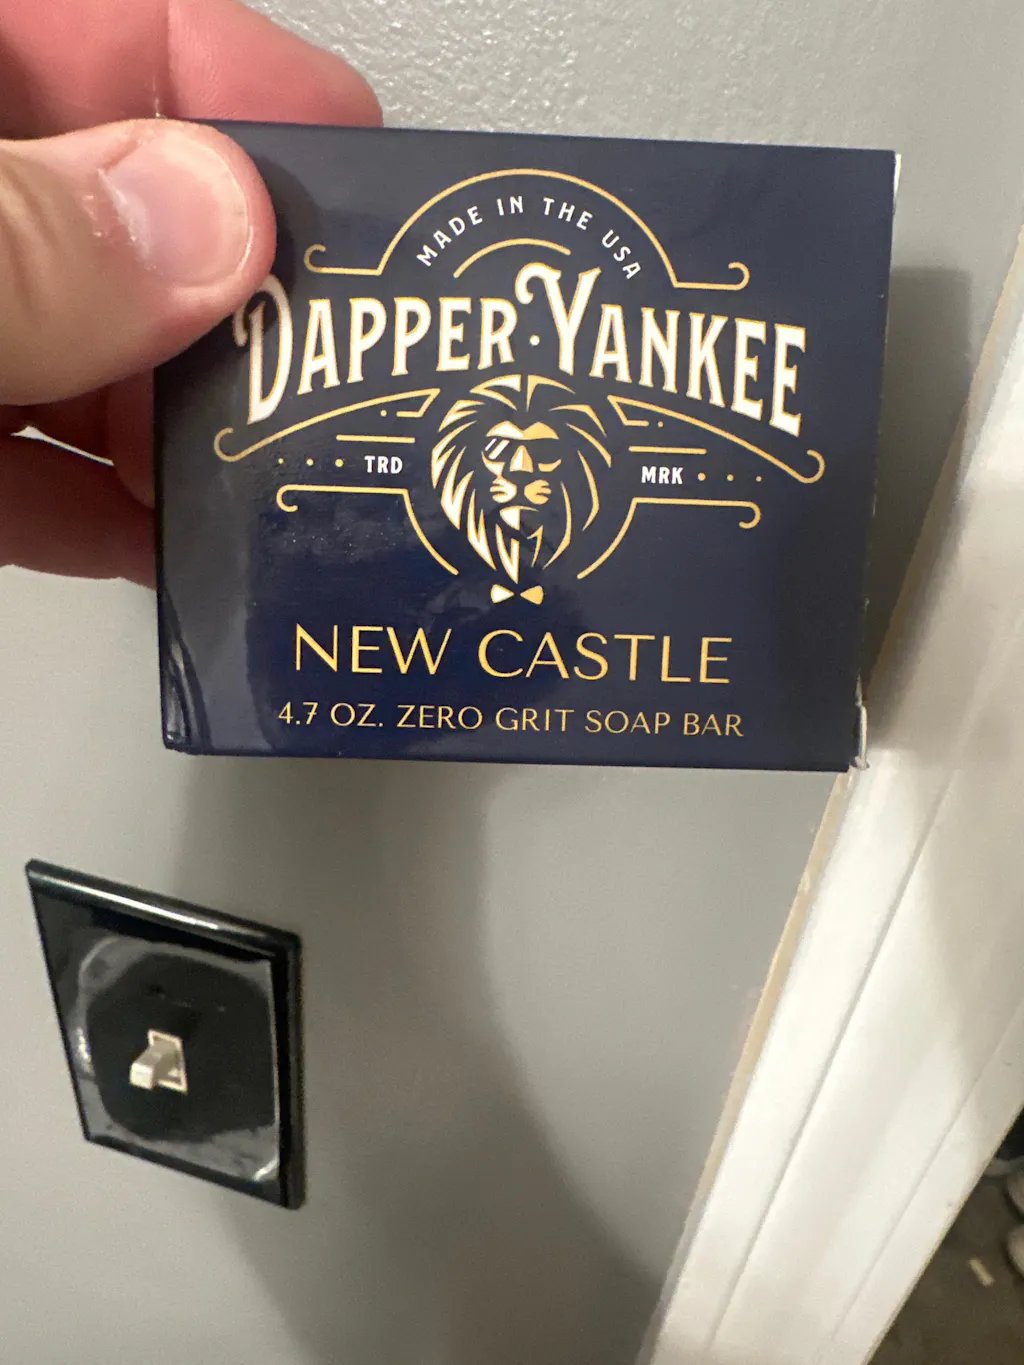 MADE IN THE USA
DAPPER·YANKEE
TRD MRK
NEW CASTLE
4.7 OZ. ZERO GRIT SOAP BAR